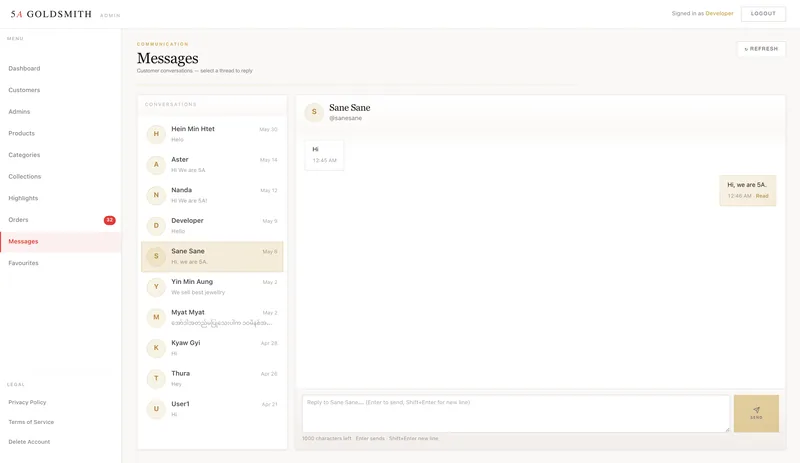 5A GOLDSMITH ADMIN
Signed in as Developer
LOGOUT
MENU
Dashboard
Customers
Admins
Products
Categories
Collections
Highlights
Orders 32
Messages
Favourites
LEGAL
Privacy Policy
Terms of Service
Delete Account
COMMUNICATION
Messages
Customer conversations — select a thread to reply
REFRESH
CONVERSATIONS
H Hein Min Htet May 30
Hello
A Aster May 14
Hi We are 5A
N Nanda May 12
Hi We are 5A!
D Developer May 9
Hello
S Sane Sane
Hi, we are 5A.
Y Yin Min Aung May 2
We sell best jewellry
M Myat Myat May 2
K Kyaw Gyi Apr 28
Hi
T Thura
Hey
U User1 Apr 21
Hi
S Sane Sane
@sanesane
Hi
12:45 AM
Hi, we are 5A.
12:46 AM · Read
Reply to Sane Sane... (Enter to send, Shift+Enter for new line)
SEND
1000 characters left · Enter sends · Shift+Enter new line